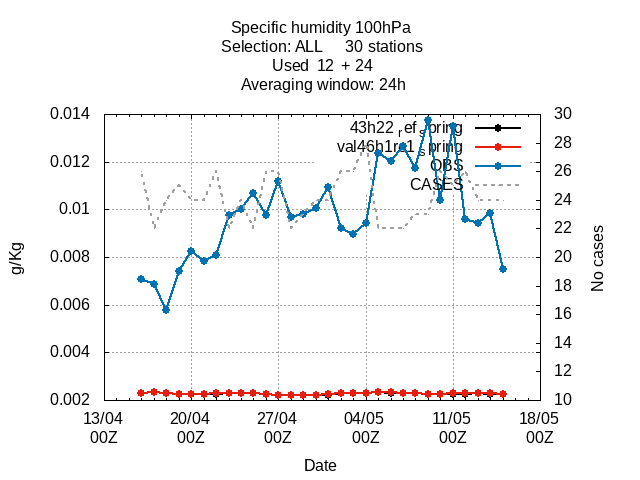 Specific humidity 100hPa
Selection: ALL 30 stations
Used 12 + 24
Averaging window: 24h
43h22_ref_spring
val46h1re1_spring
OBS
CASES
g/Kg
No cases
0.014
0.012
0.01
0.008
0.006
0.004
0.002
30
28
26
24
22
20
18
16
14
12
10
13/04 20/04 27/04 04/05 11/05 18/05
00Z 00Z 00Z 00Z 00Z 00Z
Date